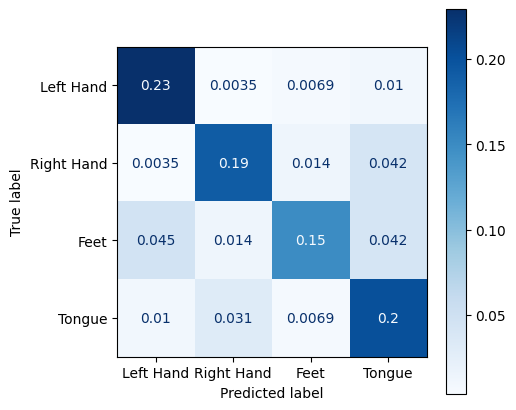 0.20
0.15
0.10
0.05
True label
Left Hand 0.23 0.0035 0.0069 0.01
Right Hand 0.0035 0.19 0.014 0.042
Feet 0.045 0.014 0.15 0.042
Tongue 0.01 0.031 0.0069 0.2
Left Hand Right Hand Feet Tongue
Predicted label